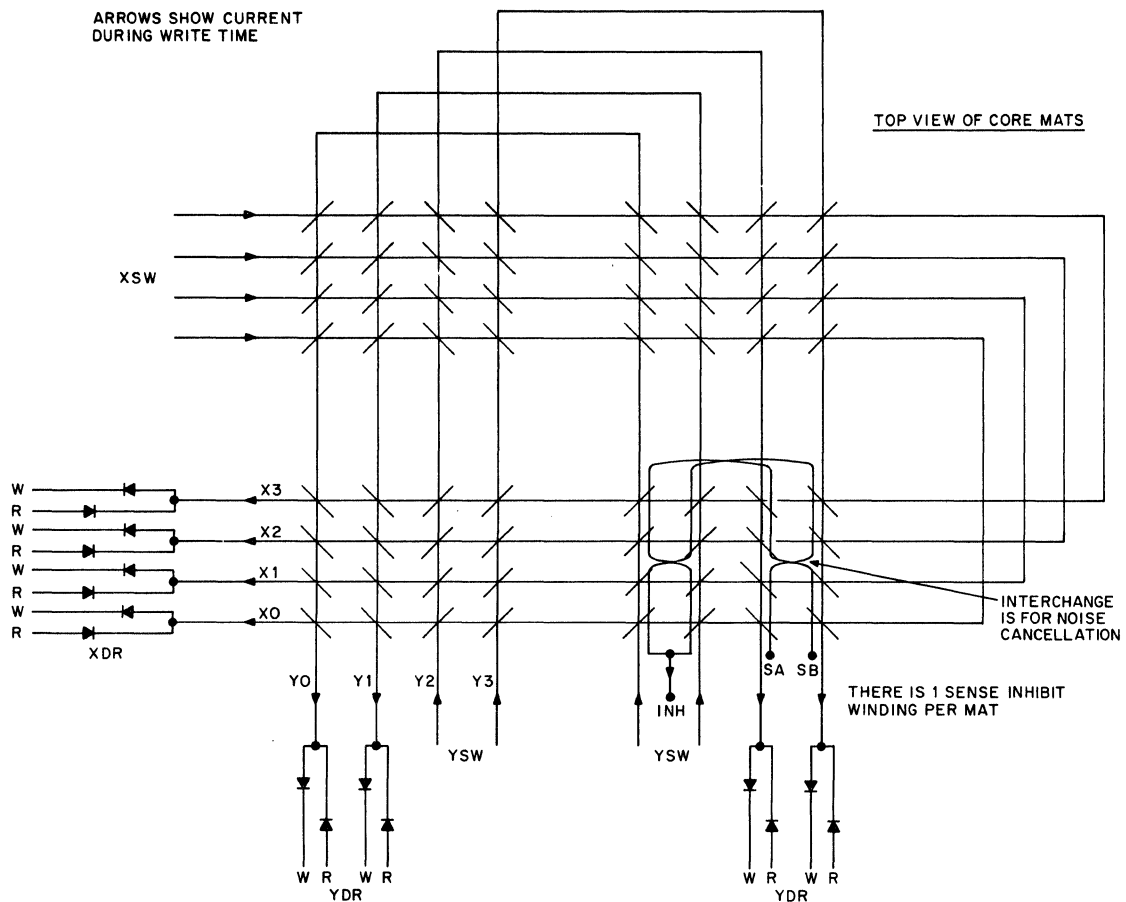 ARROWS SHOW CURRENT
DURING WRITE TIME
TOP VIEW OF CORE MATS
XSW
W
R
W
R
W
R
W
R
XDR
X3
X2
X1
X0
INTERCHANGE
IS FOR NOISE
CANCELLATION
SA SB
Y0 Y1 Y2 Y3
INH
THERE IS 1 SENSE INHIBIT
WINDING PER MAT
YSW YSW
W R W R W R W R
YDR YDR